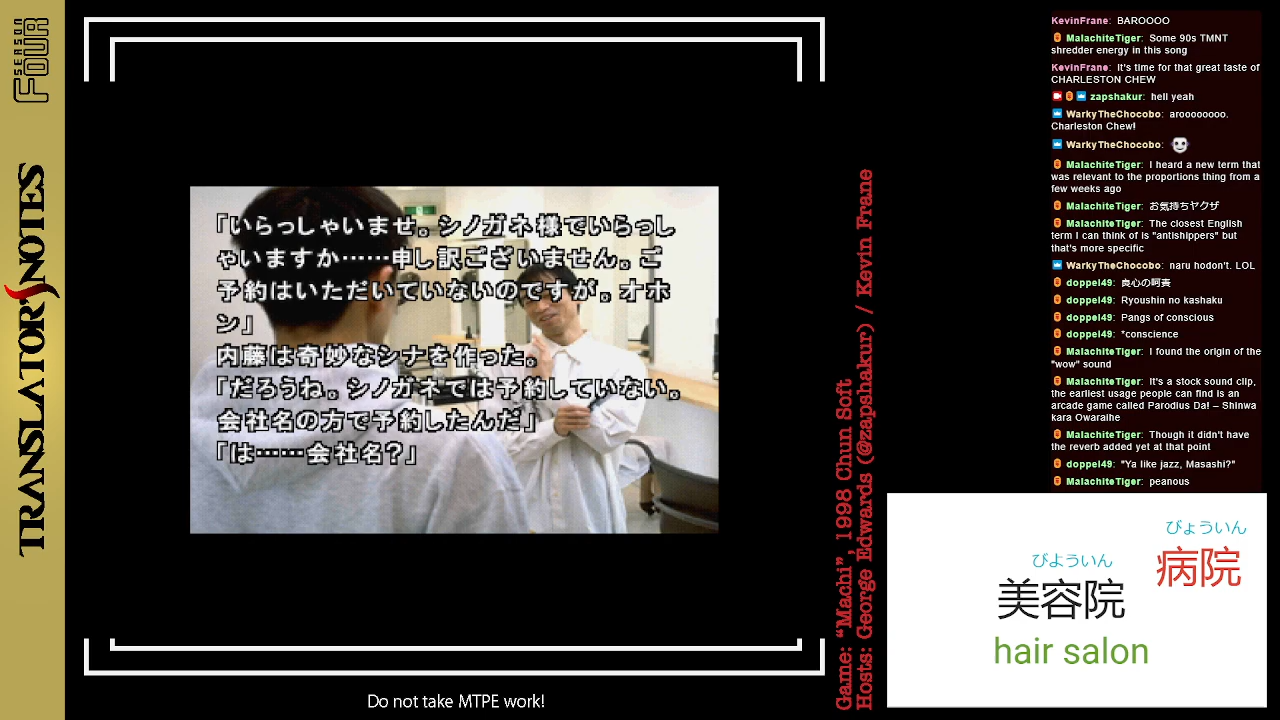 SEASON
FOUR
TRANSLATOR'S NOTES
「いらっしゃいませ。シノガネ様でいらっし
ゃいますか……申し訳ございません。ご
予約はいただいていないのですが。オホ
ン」
内藤は奇妙なシナを作った。
「だろうね。シノガネでは予約していない。
会社名の方で予約したんだ」
「は……会社名?」
Do not take MTPE work!
Game: "Machi", 1998 Chun Soft
Hosts: George Edwards (@zapshakur) / Kevin Frane
KevinFrane: BAROOOO
MalachiteTiger: Some 90s TMNT
shredder energy in this song
KevinFrane: It's time for that great taste of
CHARLESTON CHEW
zapshakur: hell yeah
WarkyTheChocobo: arooooooo.
Charleston Chew!
WarkyTheChocobo:
MalachiteTiger: I heard a new term that
was relevant to the proportions thing from a
few weeks ago
MalachiteTiger: お気持ちヤクザ
MalachiteTiger: The closest English
term I can think of is "antishippers" but
that's more specific
WarkyTheChocobo: naru hodon't. LOL
doppel49: 良心の呵責
doppel49: Ryoushin no kashaku
doppel49: Pangs of conscious
doppel49: *conscience
MalachiteTiger: I found the origin of the
"wow" sound
MalachiteTiger: It's a stock sound clip,
the earliest usage people can find is an
arcade game called Parodius Da! – Shinwa
kara Owaraihe
MalachiteTiger: Though it didn't have
the reverb added yet at that point
doppel49: "Ya like jazz, Masashi?"
MalachiteTiger: peanous
びょういん
病院
びよういん
美容院
hair salon